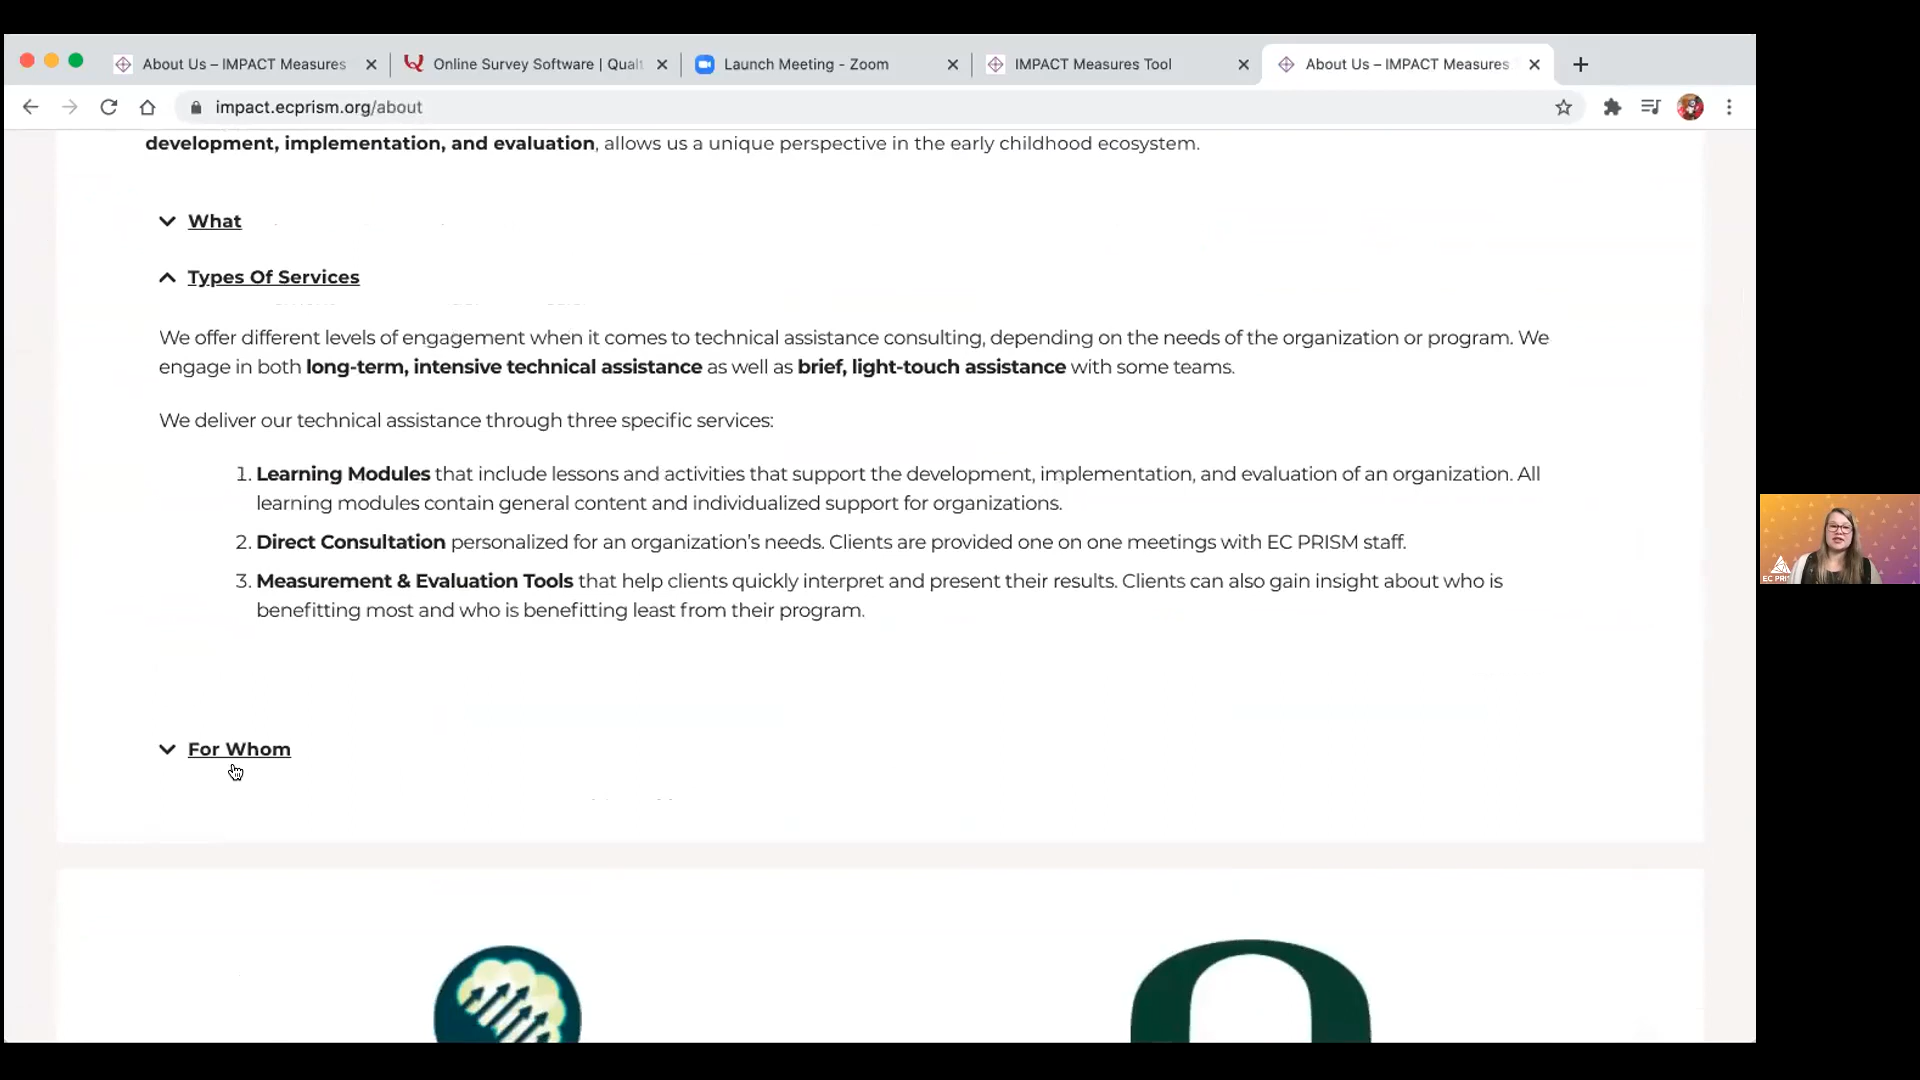 About Us – IMPACT Measures
Online Survey Software | Qualt
Launch Meeting - Zoom
IMPACT Measures Tool
About Us – IMPACT Measures
impact.ecprism.org/about
development, implementation, and evaluation, allows us a unique perspective in the early childhood ecosystem.
What
Types Of Services
We offer different levels of engagement when it comes to technical assistance consulting, depending on the needs of the organization or program. We
engage in both long-term, intensive technical assistance as well as brief, light-touch assistance with some teams.
We deliver our technical assistance through three specific services:
1. Learning Modules that include lessons and activities that support the development, implementation, and evaluation of an organization. All
learning modules contain general content and individualized support for organizations.
2. Direct Consultation personalized for an organization's needs. Clients are provided one on one meetings with EC PRISM staff.
3. Measurement & Evaluation Tools that help clients quickly interpret and present their results. Clients can also gain insight about who is
benefitting most and who is benefitting least from their program.
For Whom
EC PRI